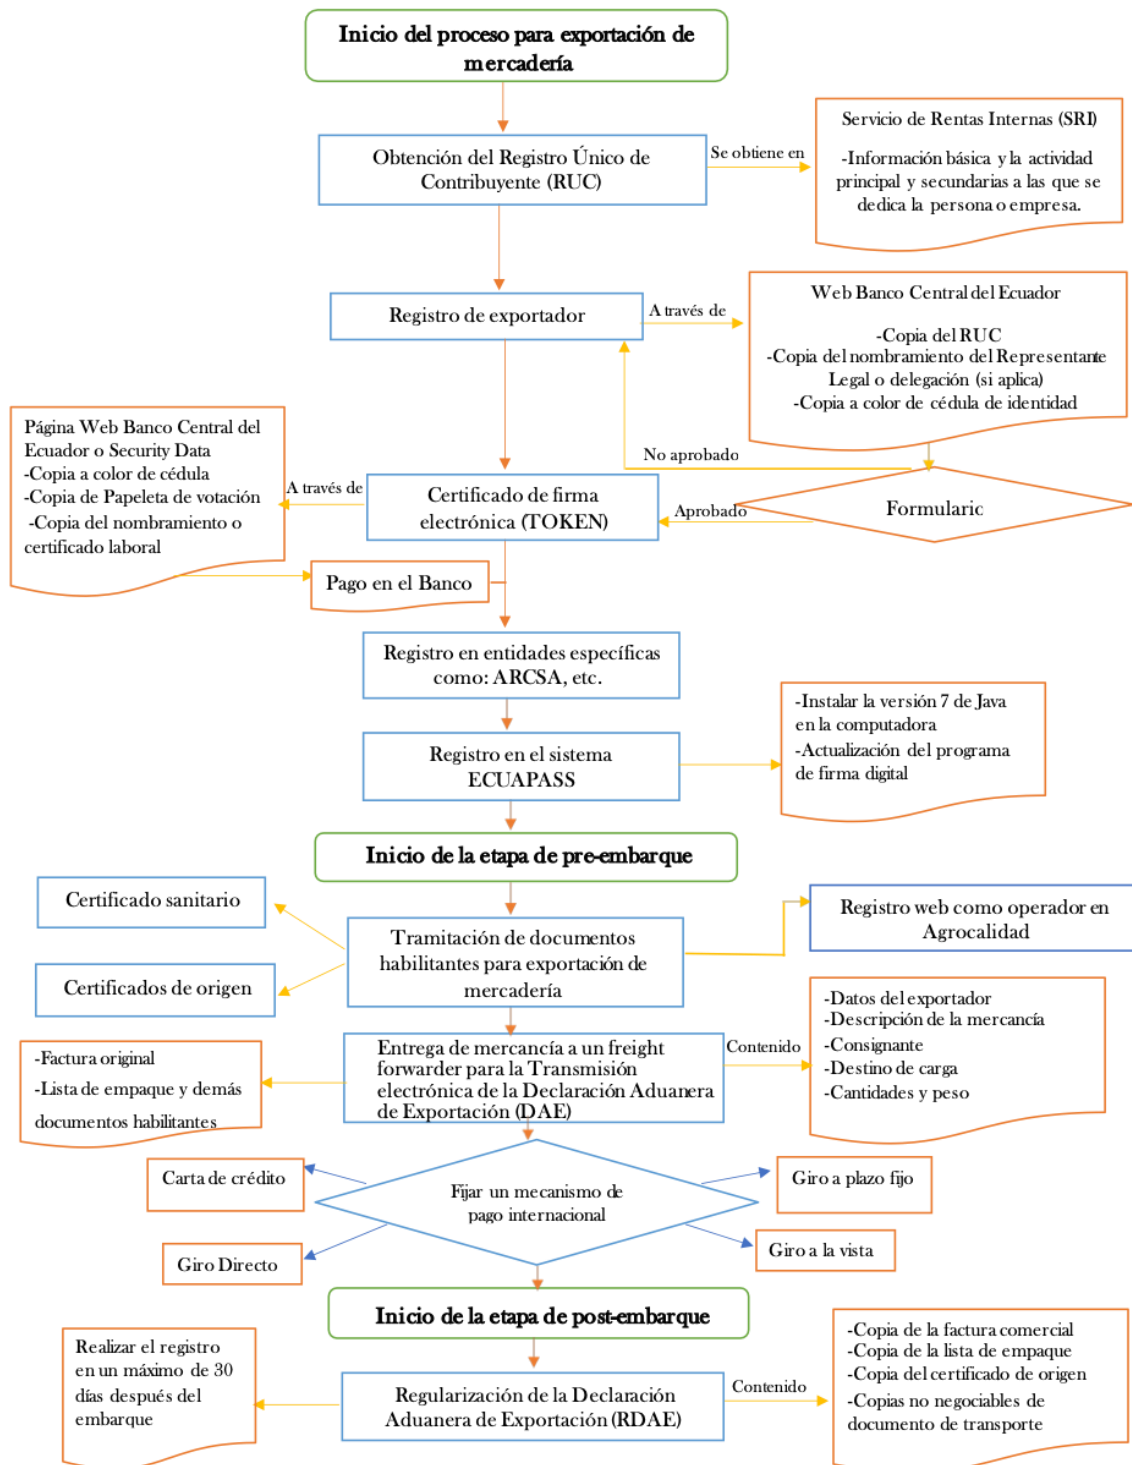 Inicio del proceso para exportación de
mercadería
Obtención del Registro Único de
Contribuyente (RUC)
Se obtiene en
Servicio de Rentas Internas (SRI)
-Información básica y la actividad
principal y secundarias a las que se
dedica la persona o empresa.
Registro de exportador
A través de
Web Banco Central del Ecuador
-Copia del RUC
-Copia del nombramiento del Representante
Legal o delegación (si aplica)
-Copia a color de cédula de identidad
No aprobado
Formulario
Aprobado
Certificado de firma
electrónica (TOKEN)
A través de
Página Web Banco Central del
Ecuador o Security Data
-Copia a color de cédula
-Copia de Papeleta de votación
-Copia del nombramiento o
certificado laboral
Pago en el Banco
Registro en entidades específicas
como: ARCSA, etc.
Registro en el sistema
ECUAPASS
-Instalar la versión 7 de Java
en la computadora
-Actualización del programa
de firma digital
Inicio de la etapa de pre-embarque
Certificado sanitario
Certificados de origen
Tramitación de documentos
habilitantes para exportación de
mercadería
Registro web como operador en
Agrocalidad
Entrega de mercancía a un freight
forwarder para la Transmisión
electrónica de la Declaración Aduanera
de Exportación (DAE)
Contenido
-Datos del exportador
-Descripción de la mercancía
-Consignante
-Destino de carga
-Cantidades y peso
-Factura original
-Lista de empaque y demás
documentos habilitantes
Fijar un mecanismo de
pago internacional
Carta de crédito
Giro a plazo fijo
Giro Directo
Giro a la vista
Inicio de la etapa de post-embarque
Realizar el registro
en un máximo de 30
días después del
embarque
Regularización de la Declaración
Aduanera de Exportación (RDAE)
Contenido
-Copia de la factura comercial
-Copia de la lista de empaque
-Copia del certificado de origen
-Copias no negociables de
documento de transporte